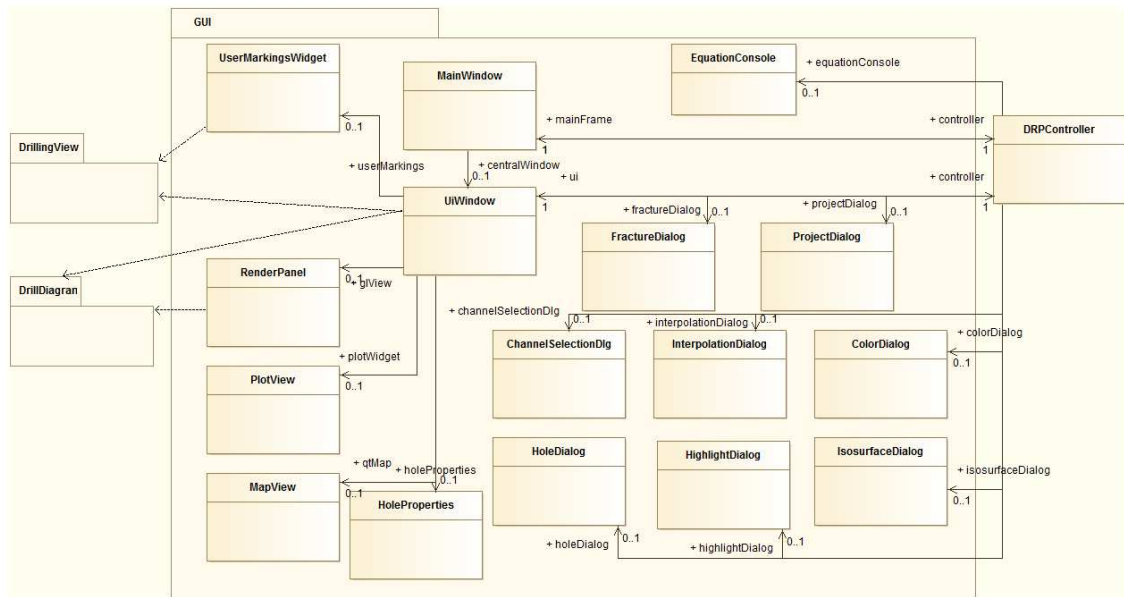 GUI
UserMarkingsWidget
MainWindow
EquationConsole
+ equationConsole
0..1
DrillingView
0..1
+ userMarkings
+ mainFrame
1
+ controller
1
DRPController
+ centralWindow
0..1
+ ui
1
+ controller
1
UiWindow
+ fractureDialog
0..1
+ projectDialog
0..1
FractureDialog
ProjectDialog
DrillDiagran
RenderPanel
0..1
+ glView
+ channelSelectionDlg
0..1
+ interpolationDialog
0..1
+ colorDialog
0..1
ChannelSelectionDlg
InterpolationDialog
ColorDialog
+ plotWidget
0..1
PlotView
HoleDialog
HighlightDialog
IsosurfaceDialog
+ isosurfaceDialog
0..1
+ qtMap
0..1
+ holeProperties
0..1
MapView
HoleProperties
+ holeDialog
0..1
+ highlightDialog
0..1